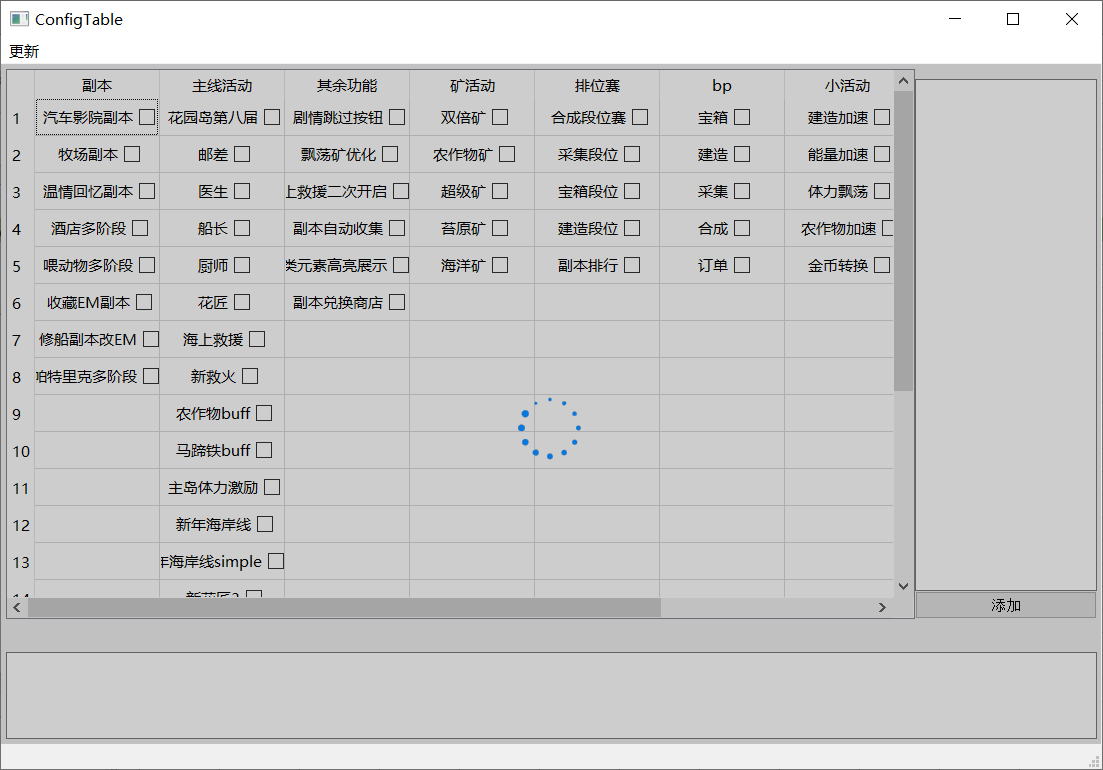 ConfigTable
更新
副本 主线活动 其余功能 矿活动 排位赛 bp 小活动
1 汽车影院副本 花园岛第八届 剧情跳过按钮 双倍矿 合成段位赛 宝箱 建造加速
2 牧场副本 邮差 飘荡矿优化 农作物矿 采集段位 建造 能量加速
3 温情回忆副本 医生 上救援二次开启 超级矿 宝箱段位 采集 体力飘荡
4 酒店多阶段 船长 副本自动收集 苔原矿 建造段位 合成 农作物加速
5 喂动物多阶段 厨师 类元素高亮展示 海洋矿 副本排行 订单 金币转换
6 收藏EM副本 花匠 副本兑换商店
7 修船副本改EM 海上救援
8 帕特里克多阶段 新救火
9 农作物buff
10 马蹄铁buff
11 主岛体力激励
12 新年海岸线
13 年海岸线simple
添加